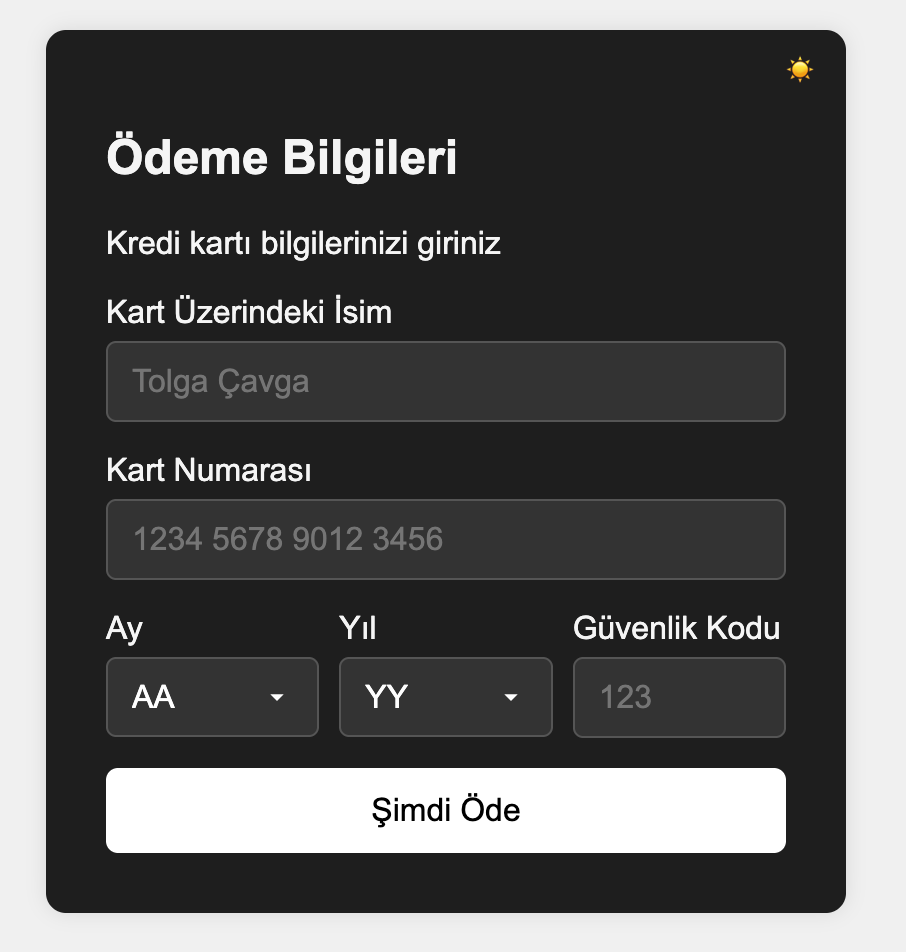 Ödeme Bilgileri
Kredi kartı bilgilerinizi giriniz
Kart Üzerindeki İsim
Tolga Çavga
Kart Numarası
1234 5678 9012 3456
Ay Yıl Güvenlik Kodu
AA YY 123
Şimdi Öde